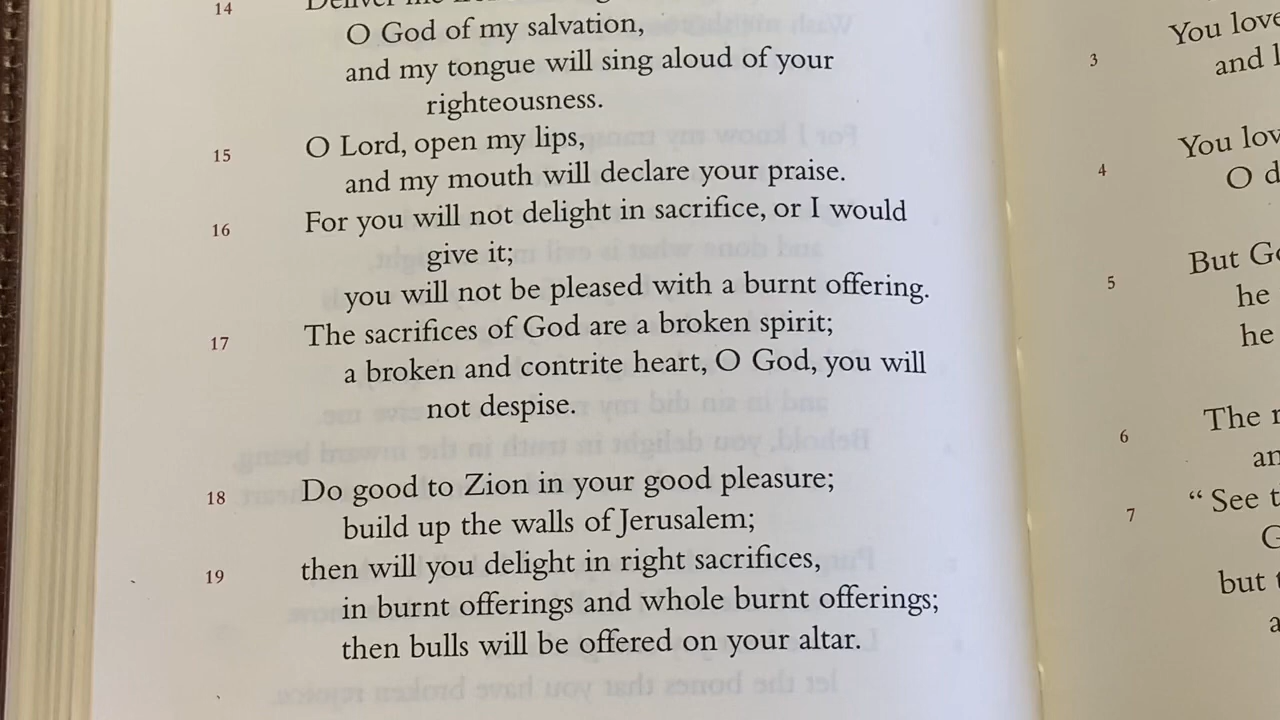 14
O God of my salvation,
and my tongue will sing aloud of your
righteousness.
15 O Lord, open my lips,
and my mouth will declare your praise.
16 For you will not delight in sacrifice, or I would
give it;
you will not be pleased with a burnt offering.
17 The sacrifices of God are a broken spirit;
a broken and contrite heart, O God, you will
not despise.
18 Do good to Zion in your good pleasure;
build up the walls of Jerusalem;
19 then will you delight in right sacrifices,
in burnt offerings and whole burnt offerings;
then bulls will be offered on your altar.
You love
3 and l
You lov
4 O d
But Go
5 he
he
The
6 an
7 “See t
but